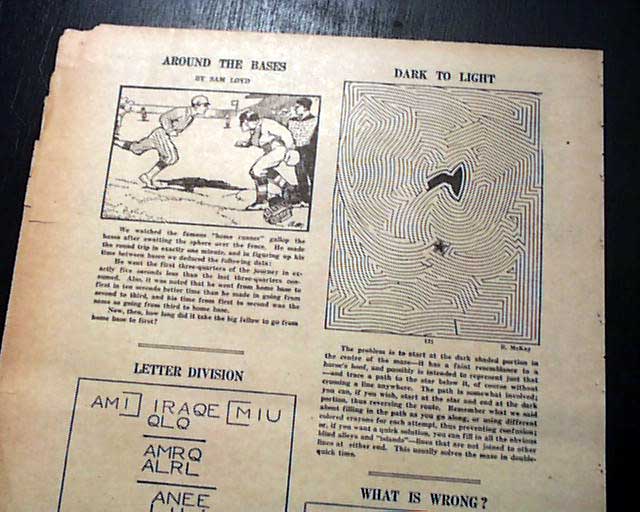 AROUND THE BASES
BY SAM LOYD
We watched the famous "home runner" gallop the
bases after awaiting the sphere over the fence. He made
the round trip in exactly one minute, and in figuring up his
time between bases we deduced the following data:
He went the first three-quarters of the journey in ex-
actly five seconds less than the last three-quarters con-
sumed. Also, it was noted that he went from home base to
first in ten seconds better time than he made in going from
second to third, and his time from first to second was the
same as going from third to home base.
Now, then, how long did it take the big fellow to go from
home base to first?
LETTER DIVISION
AMI IRAQE MIU
QLQ
AMRQ
ALRL
ANEE
DARK TO LIGHT
121
R. McKay
The problem is to start at the dark shaded portion in
the centre of the maze—it has a faint resemblance to a
horse's hoof, and possibly is intended to represent just that
—and trace a path to the star below it, of course without
crossing a line anywhere. The path is somewhat involved;
you can, if you wish, start at the star and end at the dark
portion, thus reversing the route. Remember what we said
about filling in the path as you go along, or using different
colored crayons for each attempt, thus preventing confusion;
or, if you want a quick solution, you can fill in all the obvious
blind alleys and "islands"—lines that are not joined to other
lines at either end. This usually solves the maze in double-
quick time.
WHAT IS WRONG?